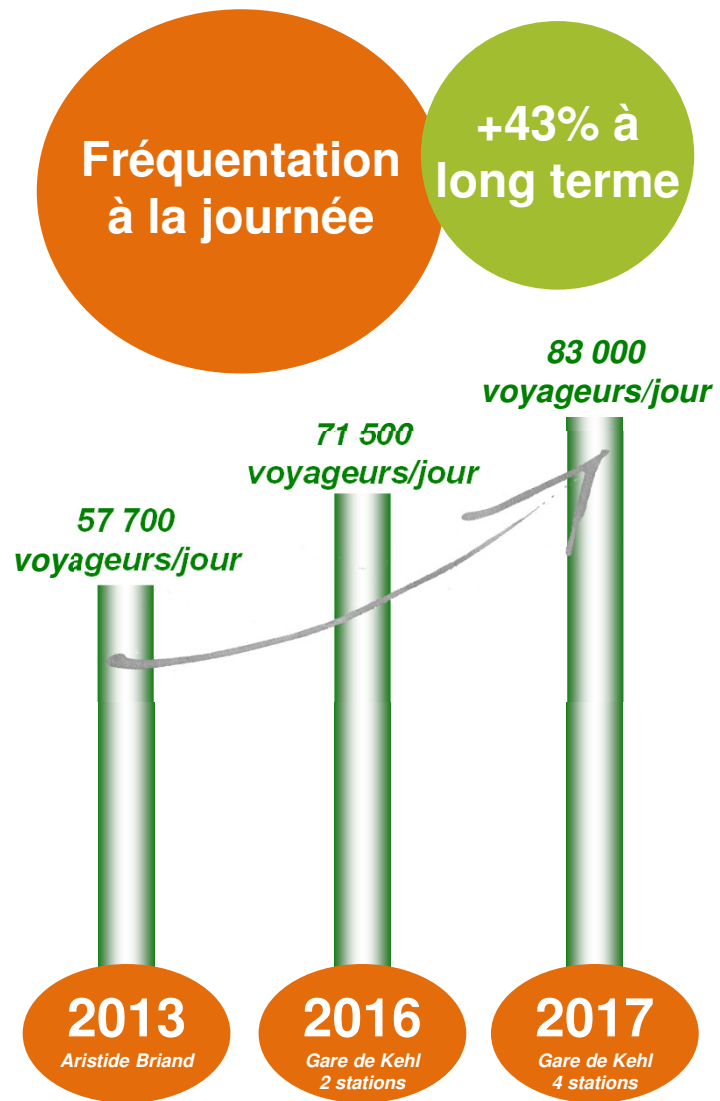 Fréquentation
à la journée
+43% à
long terme
57 700
voyageurs/jour
71 500
voyageurs/jour
83 000
voyageurs/jour
2013
Aristide Briand
2016
Gare de Kehl
2 stations
2017
Gare de Kehl
4 stations